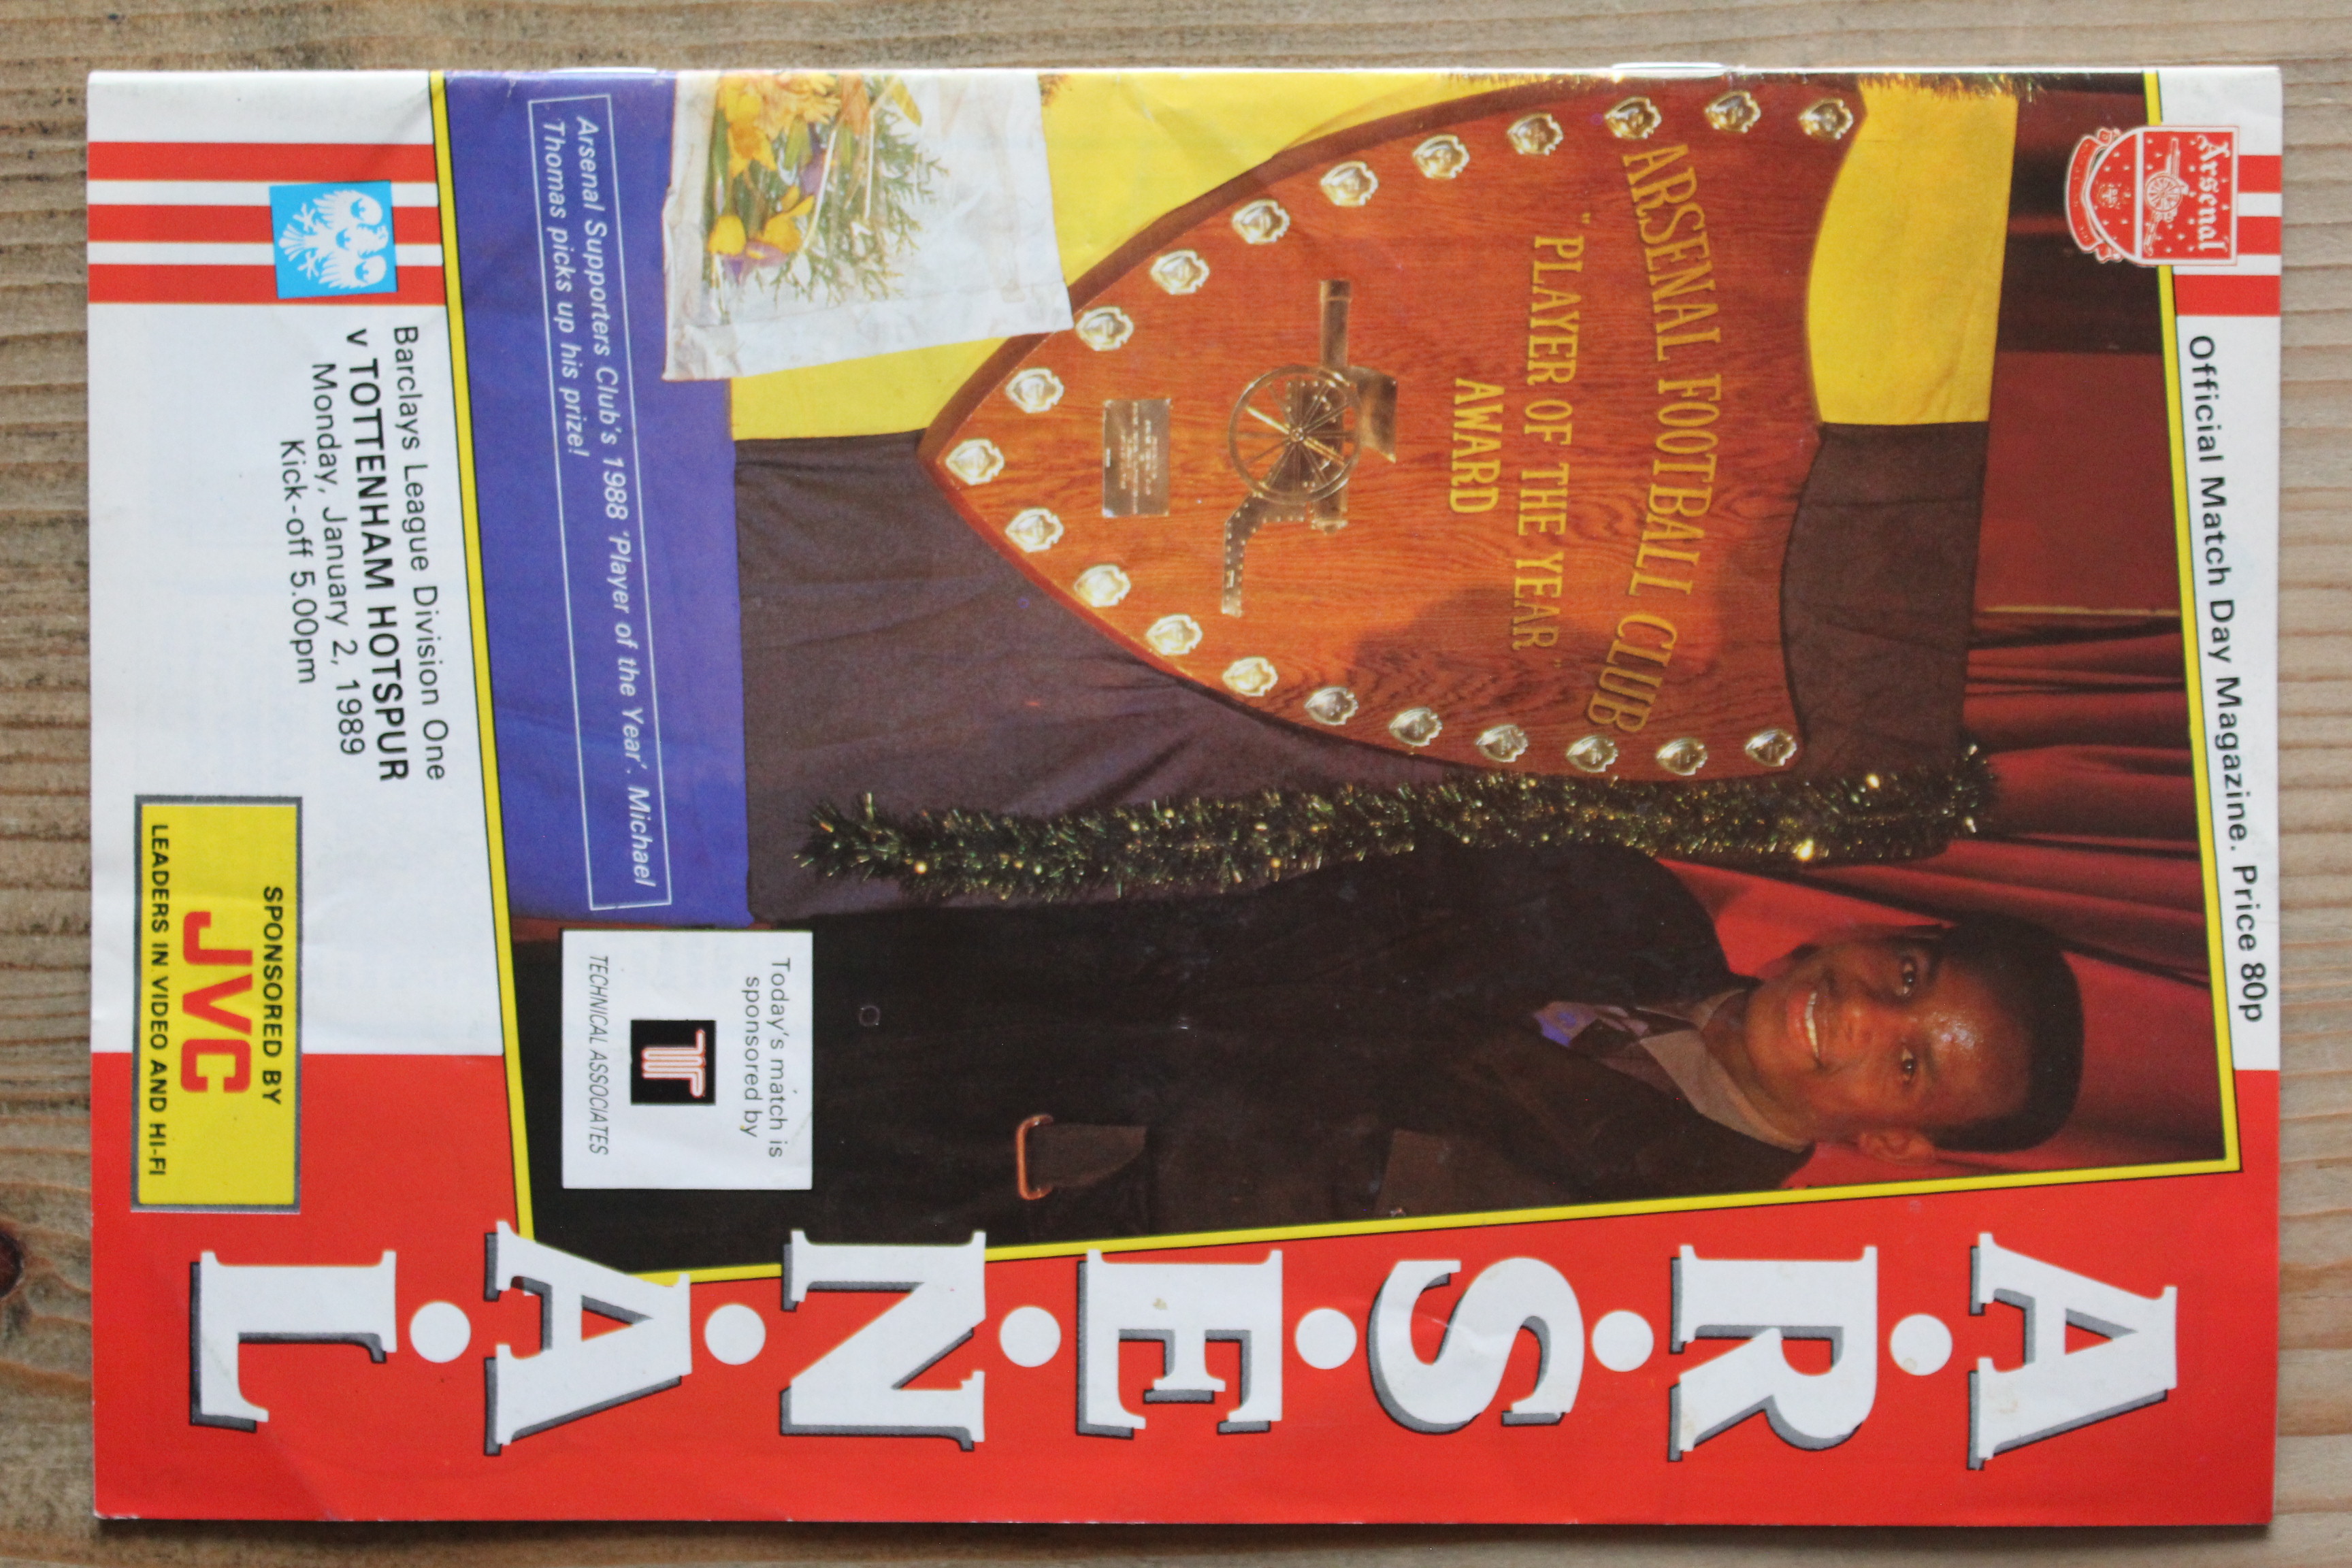 Official Match Day Magazine. Price 80p
Arsenal
A•R•S•E•N•A•L
ARSENAL FOOTBALL CLUB
"PLAYER OF THE YEAR"
AWARD
Today's match is
sponsored by
TECHNICAL ASSOCIATES
Arsenal Supporters Club's 1988 'Player of the Year'. Michael
Thomas picks up his prize!
Barclays League Division One
v TOTTENHAM HOTSPUR
Monday, January 2, 1989
Kick-off 5.00pm
SPONSORED BY
JVC
LEADERS IN VIDEO AND HI-FI